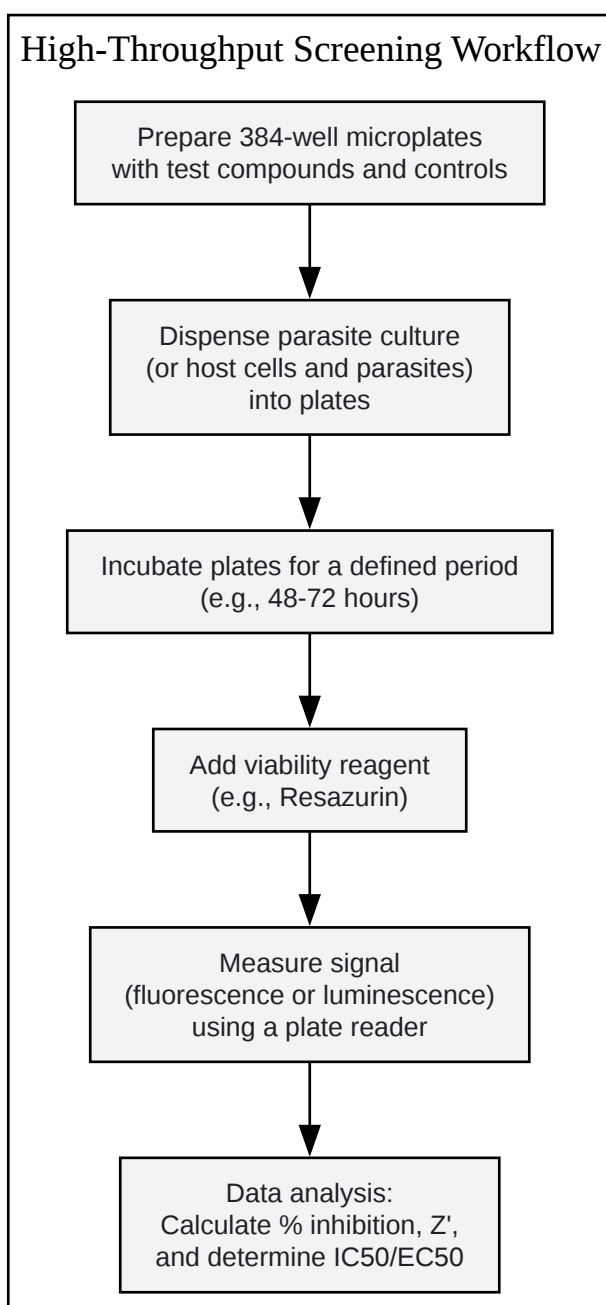 High-Throughput Screening Workflow
Prepare 384-well microplates
with test compounds and controls
Dispense parasite culture
(or host cells and parasites)
into plates
Incubate plates for a defined period
(e.g., 48-72 hours)
Add viability reagent
(e.g., Resazurin)
Measure signal
(fluorescence or luminescence)
using a plate reader
Data analysis:
Calculate % inhibition, Z',
and determine IC50/EC50